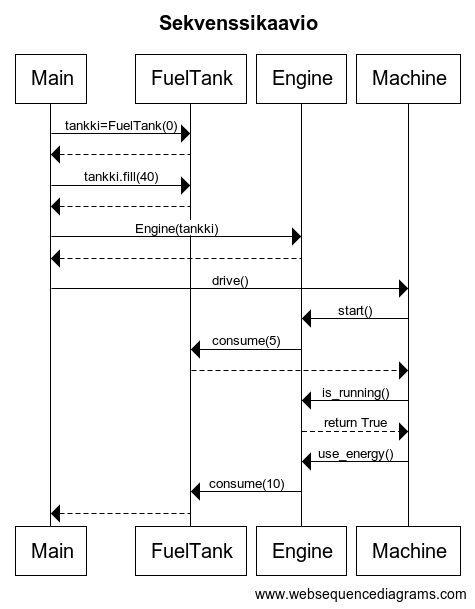 Sekvenssikaavio
Main FuelTank Engine Machine
tankki=FuelTank(0)
tankki.fill(40)
Engine(tankki)
drive()
start()
consume(5)
is_running()
return True
use_energy()
consume(10)
Main FuelTank Engine Machine
www.websequencediagrams.com